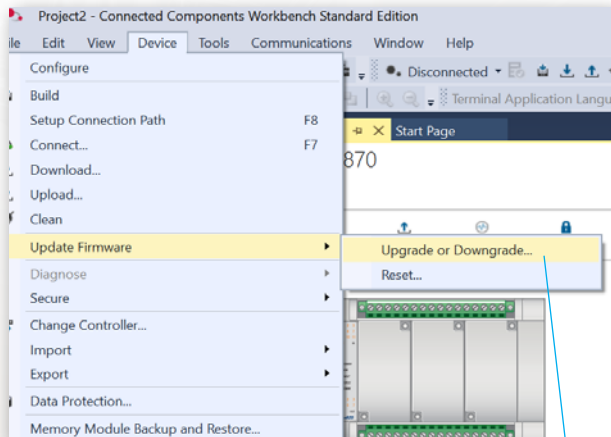 Project2 - Connected Components Workbench Standard Edition
Edit View Device Tools Communications Window Help
Configure
Disconnected
Build
Terminal Application
Setup Connection Path F8
Start Page
Connect... F7
870
Download...
Upload...
Clean
Update Firmware
Upgrade or Downgrade...
Diagnose
Reset...
Secure
Change Controller...
Import
Export
Data Protection...
Memory Module Backup and Restore...